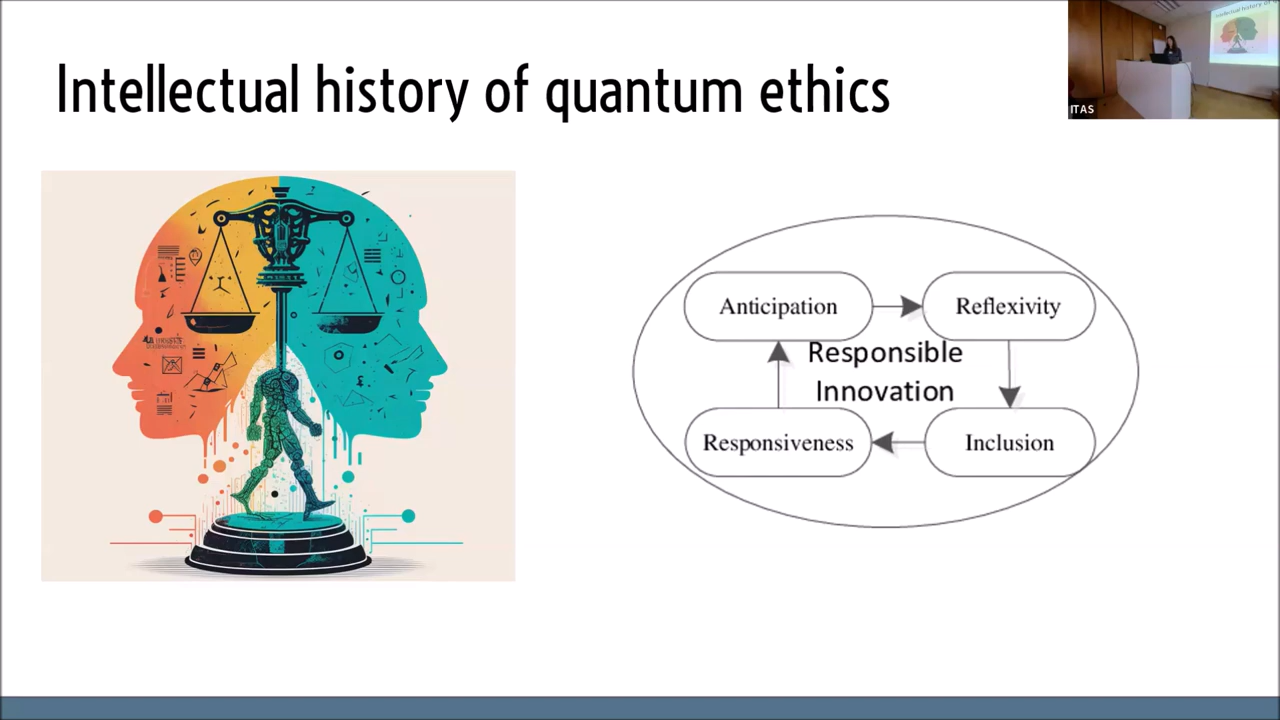 Intellectual history of quantum ethics
ITAS
Anticipation
Reflexivity
Responsible
Innovation
Responsiveness
Inclusion